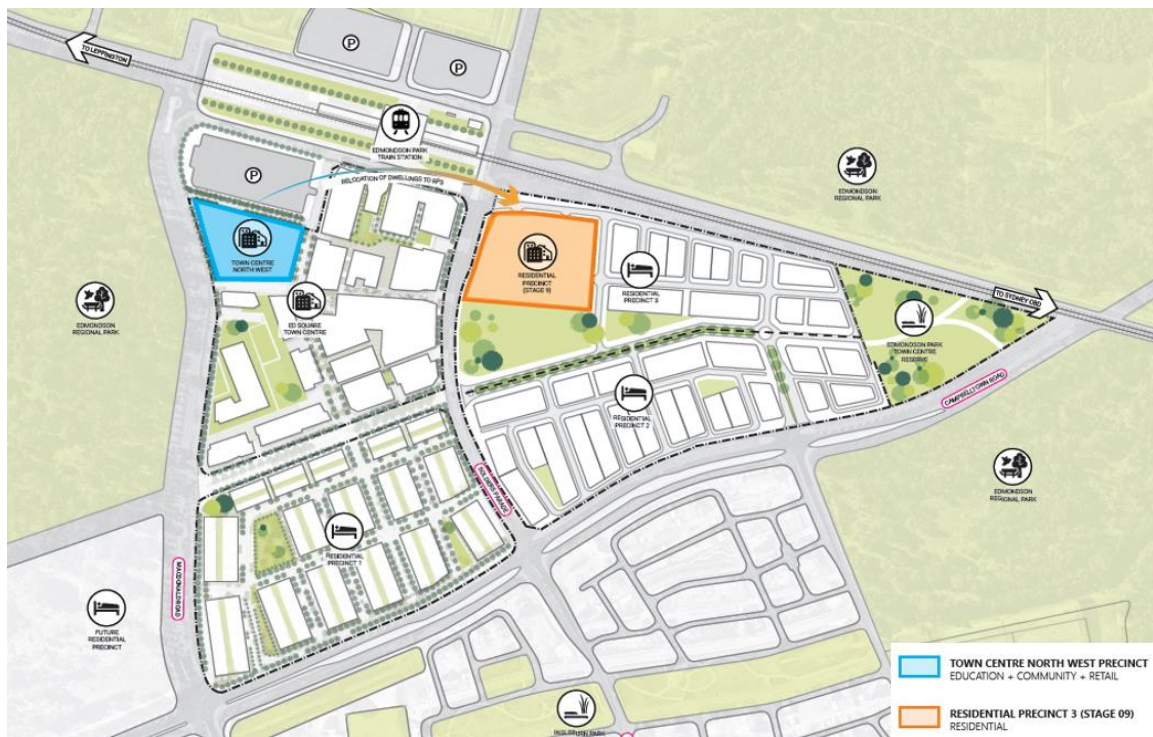 TO LEPPINGTON
P
P
EDMONDSON PARK
TRAIN STATION
P
RELOCATION OF DWELLINGS TO RP3
EDMONDSON
REGIONAL PARK
TOWN CENTRE
NORTH WEST
RESIDENTIAL
PRECINCT
(STAGE 9)
RESIDENTIAL
PRECINCT 3
EDMONDSON
REGIONAL PARK
ED SQUARE
TOWN CENTRE
TO SYDNEY CBD
EDMONDSON PARK
TOWN CENTRE
RESERVE
CAMPBELLTOWN ROAD
RESIDENTIAL
PRECINCT 2
EDMONDSON
REGIONAL PARK
SOLDIERS PARADE
RESIDENTIAL
PRECINCT 1
MACDONALD ROAD
FUTURE
RESIDENTIAL
PRECINCT
TOWN CENTRE NORTH WEST PRECINCT
EDUCATION + COMMUNITY + RETAIL
RESIDENTIAL PRECINCT 3 (STAGE 09)
RESIDENTIAL